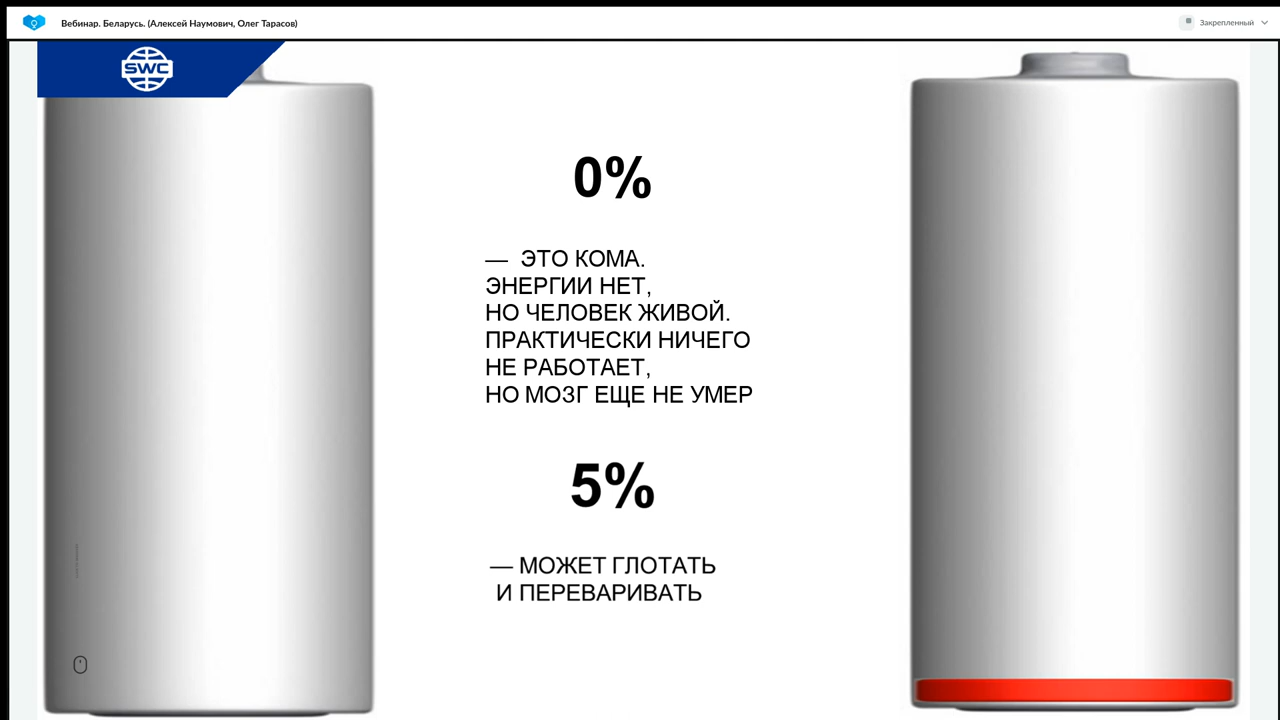 Вебинар. Беларусь. (Алексей Наумович, Олег Тарасов)
Закрепленный
SWC
0%
— ЭТО КОМА.
ЭНЕРГИИ НЕТ,
НО ЧЕЛОВЕК ЖИВОЙ.
ПРАКТИЧЕСКИ НИЧЕГО
НЕ РАБОТАЕТ,
НО МОЗГ ЕЩЕ НЕ УМЕР
5%
— МОЖЕТ ГЛОТАТЬ
И ПЕРЕВАРИВАТЬ